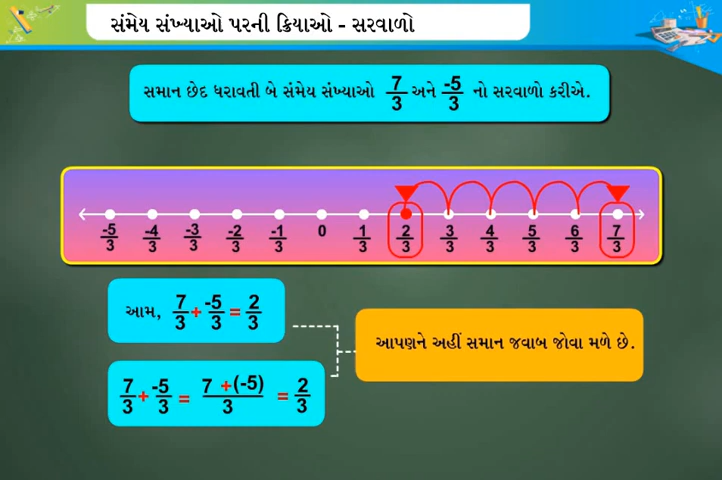 સંમેય સંખ્યાઓ પરની ક્રિયાઓ - સરવાળો
સમાન છેદ ધરાવતી બે સંમેય સંખ્યાઓ 7/3 અને -5/3 નો સરવાળો કરીએ.
-5/3 -4/3 -3/3 -2/3 -1/3 0 1/3 2/3 3/3 4/3 5/3 6/3 7/3
આમ, 7/3 + -5/3 = 2/3
આપણને અહીં સમાન જવાબ જોવા મળે છે.
7/3 + -5/3 = 7 +(-5)/3 = 2/3